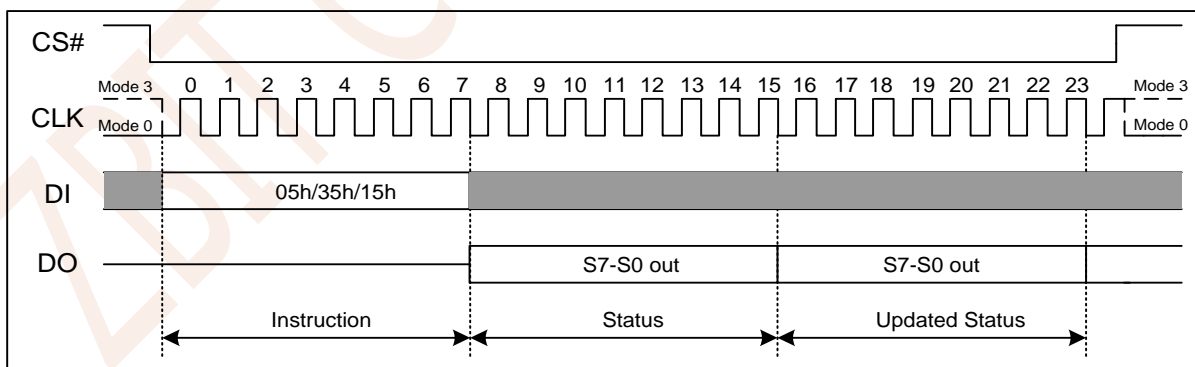 CS#
Mode 3 0 1 2 3 4 5 6 7 8 9 10 11 12 13 14 15 16 17 18 19 20 21 22 23 Mode 3
CLK
Mode 0 Mode 0
DI 05h/35h/15h
DO S7-S0 out S7-S0 out
Instruction Status Updated Status
ZBIT